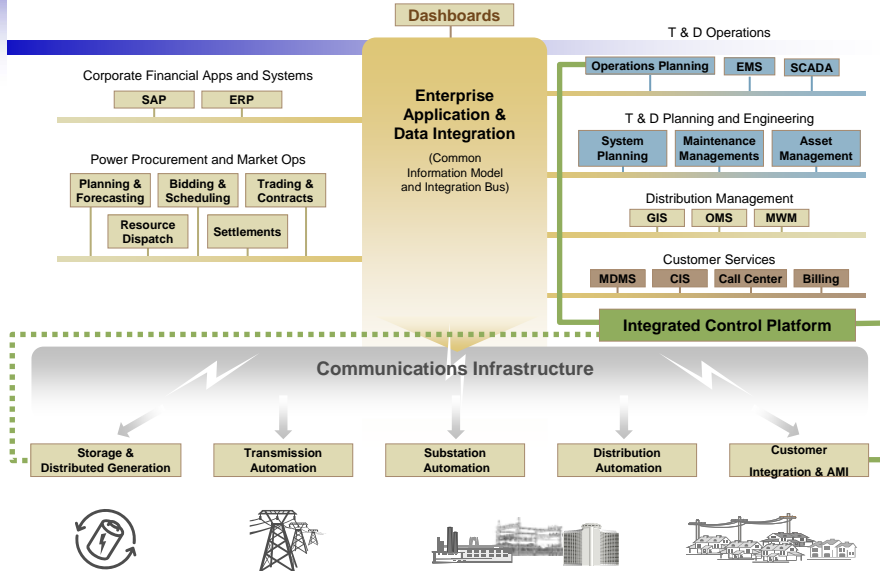 Dashboards
T & D Operations
Operations Planning
EMS
SCADA
Corporate Financial Apps and Systems
SAP
ERP
Enterprise
Application &
Data Integration
(Common
Information Model
and Integration Bus)
T & D Planning and Engineering
System
Planning
Maintenance
Managements
Asset
Management
Power Procurement and Market Ops
Planning &
Forecasting
Bidding &
Scheduling
Trading &
Contracts
Resource
Dispatch
Settlements
Distribution Management
GIS
OMS
MWM
Customer Services
MDMS
CIS
Call Center
Billing
Integrated Control Platform
Communications Infrastructure
Storage &
Distributed Generation
Transmission
Automation
Substation
Automation
Distribution
Automation
Customer
Integration & AMI